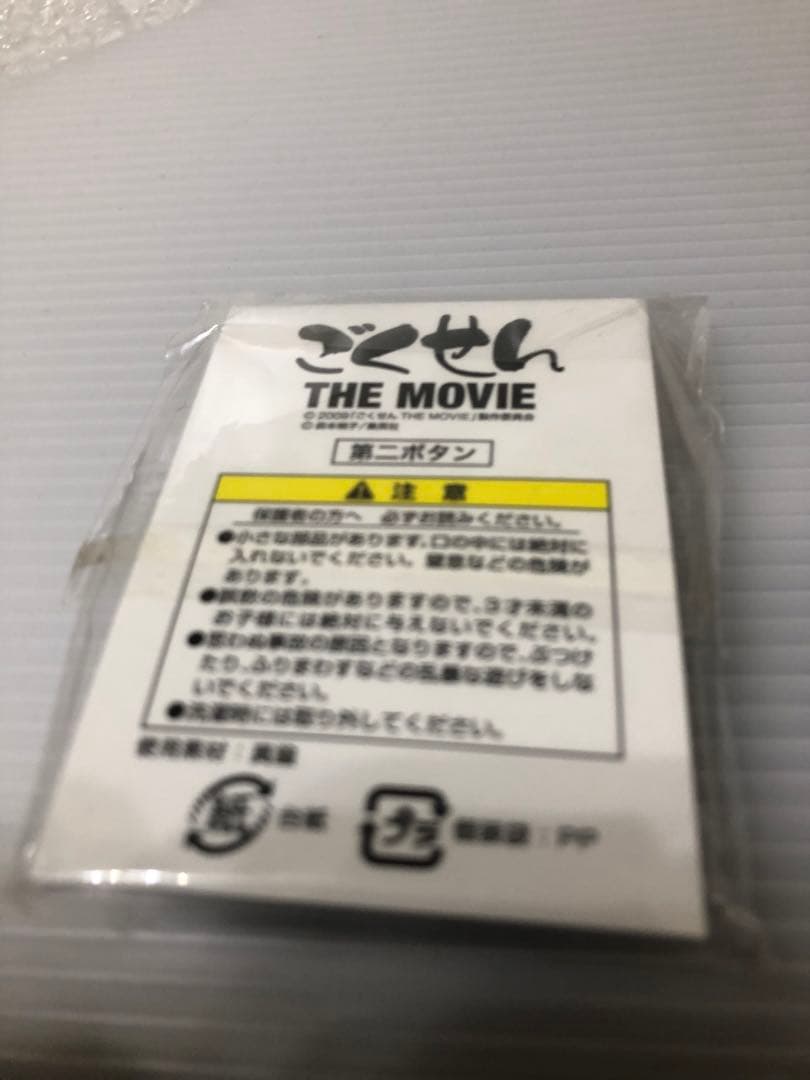 ごくせん
THE MOVIE
© 2009「ごくせん THE MOVIE」製作委員会
© 森本梢子/集英社
第二ボタン
注 意
保護者の方へ 必ずお読みください。
●小さな部品があります。口の中には絶対に
入れないでください。窒息などの危険が
あります。
●誤飲の危険がありますので、3才未満の
お子様には絶対に与えないでください。
●思わぬ事故の原因となりますので、ぶつけ
たり、ふりまわすなどの乱暴な遊びをしな
いでください。
●洗濯時には取り外してください。
使用素材:真鍮
紙 台紙
プラ 個装袋:PP